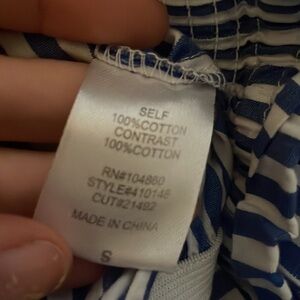 SELF
100%COTTON
CONTRAST
100%COTTON
RN#104860
STYLE#410146
CUT#21492
MADE IN CHINA
S